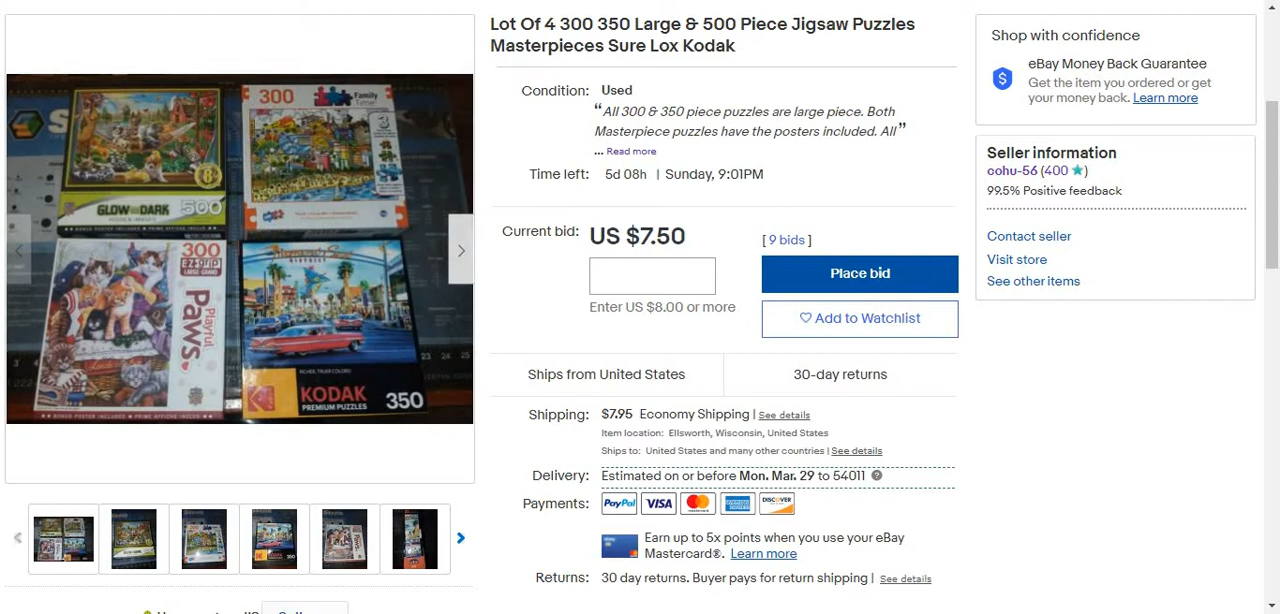 Lot Of 4 300 350 Large & 500 Piece Jigsaw Puzzles
Masterpieces Sure Lox Kodak
Condition: Used
“All 300 & 350 piece puzzles are large piece. Both
Masterpiece puzzles have the posters included. All”
... Read more
Time left: 5d 08h | Sunday, 9:01PM
Current bid: US $7.50 [ 9 bids ]
Place bid
Enter US $8.00 or more
Add to Watchlist
Ships from United States 30-day returns
Shipping: $7.95 Economy Shipping | See details
Item location: Ellsworth, Wisconsin, United States
Ships to: United States and many other countries | See details
Delivery: Estimated on or before Mon. Mar. 29 to 54011
Payments: PayPal VISA DISCOVER
Earn up to 5x points when you use your eBay
Mastercard®. Learn more
Returns: 30 day returns. Buyer pays for return shipping | See details
Shop with confidence
eBay Money Back Guarantee
Get the item you ordered or get
your money back. Learn more
Seller information
cohu-56 (400)
99.5% Positive feedback
Contact seller
Visit store
See other items
300 Family
GLOW IN THE DARK 500
300
EZ grip
Playful
Paws
KODAK
PREMIUM PUZZLES 350
23 24 25